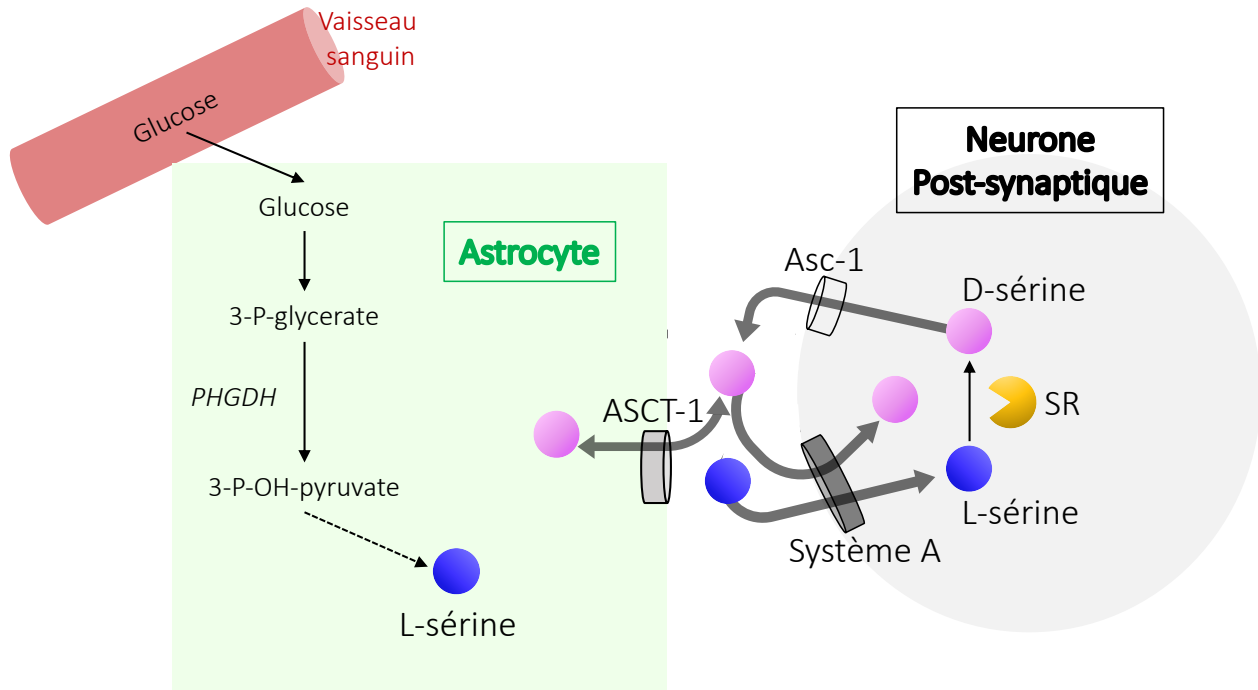 Vaisseau
sanguin
Glucose
Glucose
Astrocyte
3-P-glycerate
PHGDH
3-P-OH-pyruvate
L-sérine
ASCT-1
Neurone
Post-synaptique
Asc-1
D-sérine
SR
L-sérine
Système A